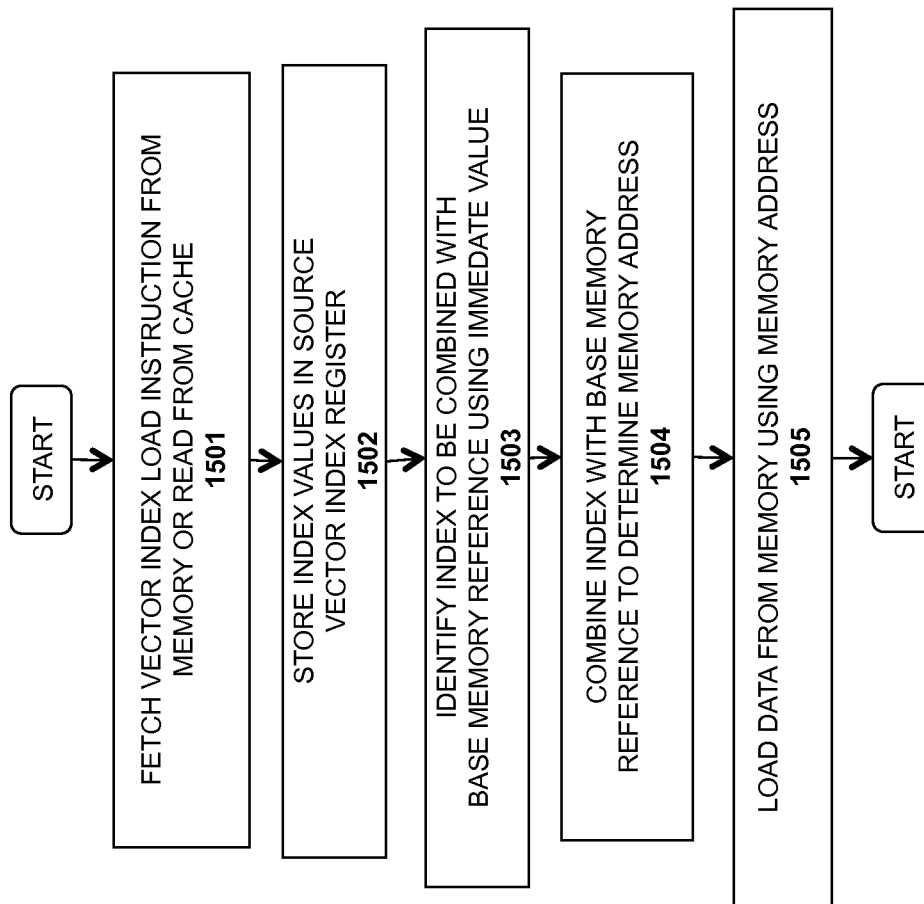 START
FETCH VECTOR INDEX LOAD INSTRUCTION FROM
MEMORY OR READ FROM CACHE
1501
STORE INDEX VALUES IN SOURCE
VECTOR INDEX REGISTER
1502
IDENTIFY INDEX TO BE COMBINED WITH
BASE MEMORY REFERENCE USING IMMEDATE VALUE
1503
COMBINE INDEX WITH BASE MEMORY
REFERENCE TO DETERMINE MEMORY ADDRESS
1504
LOAD DATA FROM MEMORY USING MEMORY ADDRESS
1505
START